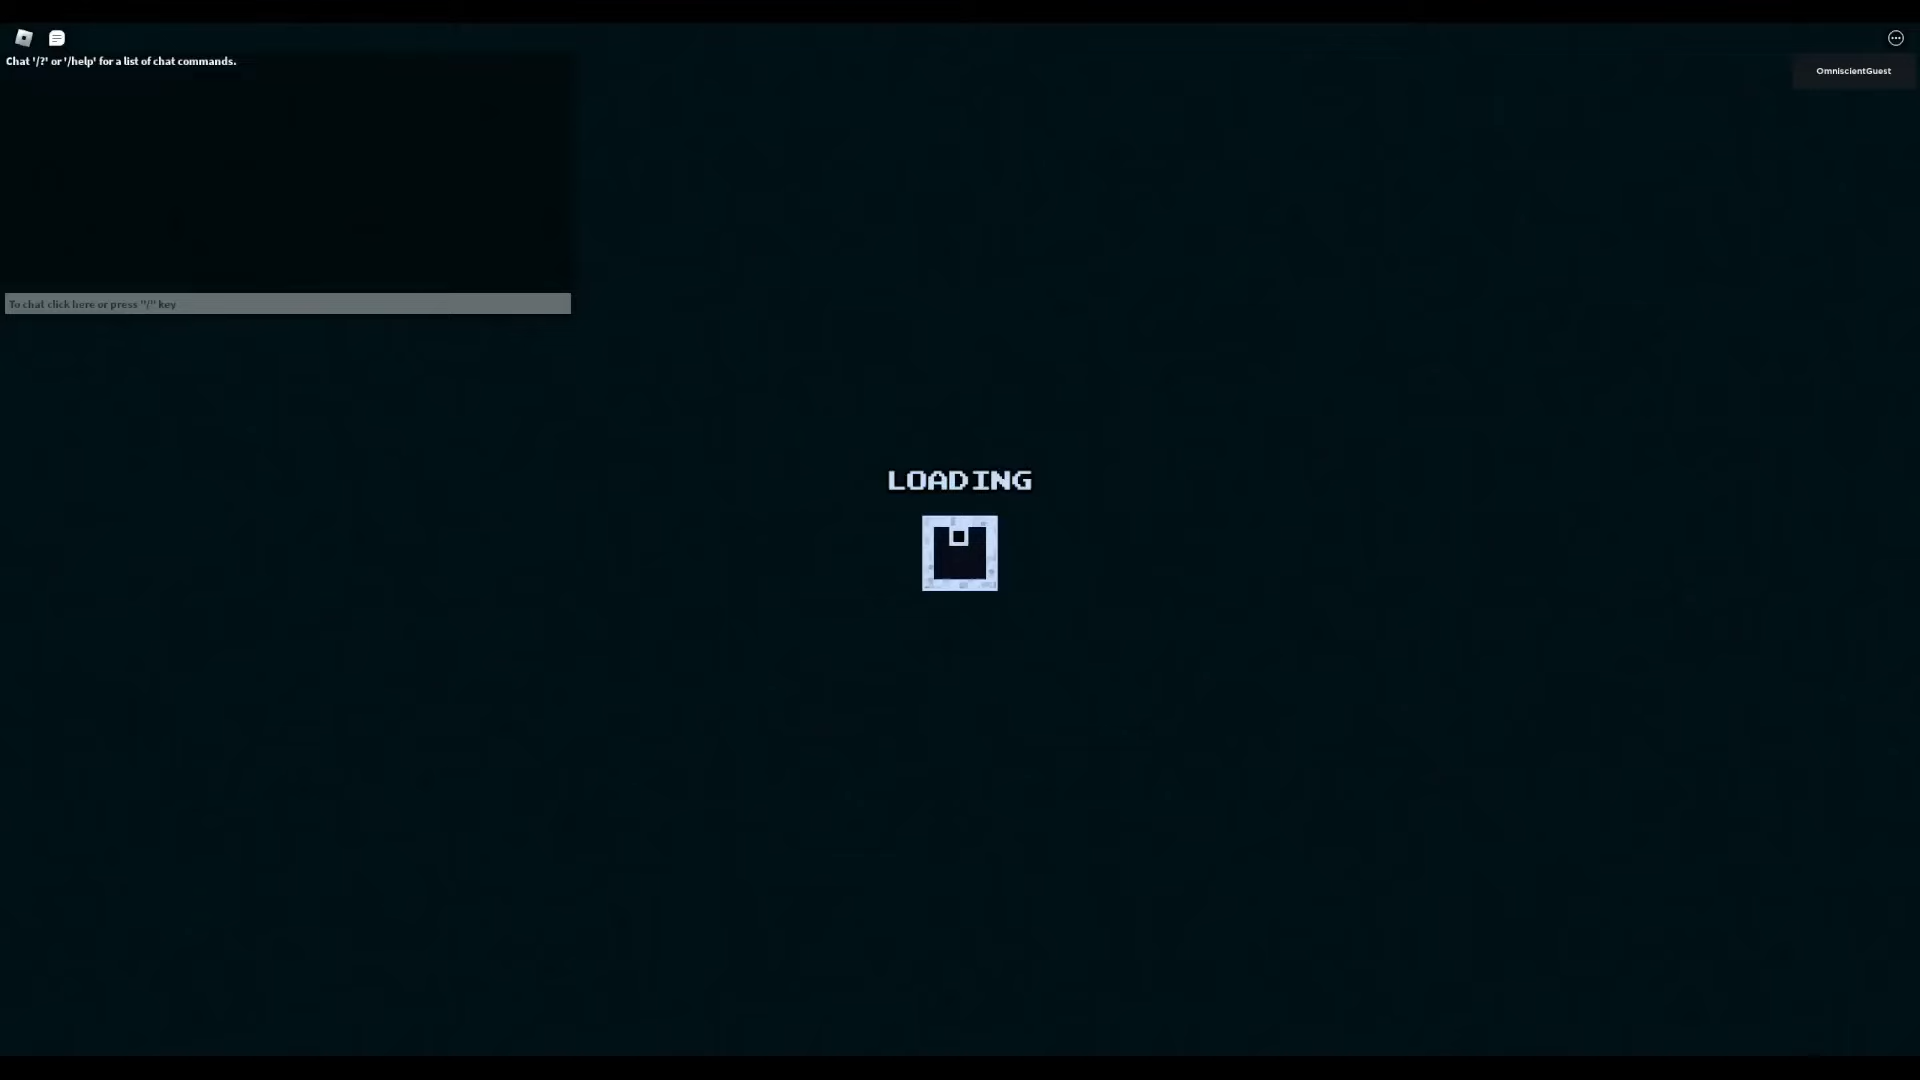 Chat '/?' or '/help' for a list of chat commands.
OmniscientGuest
To chat click here or press "/" key
LOADING